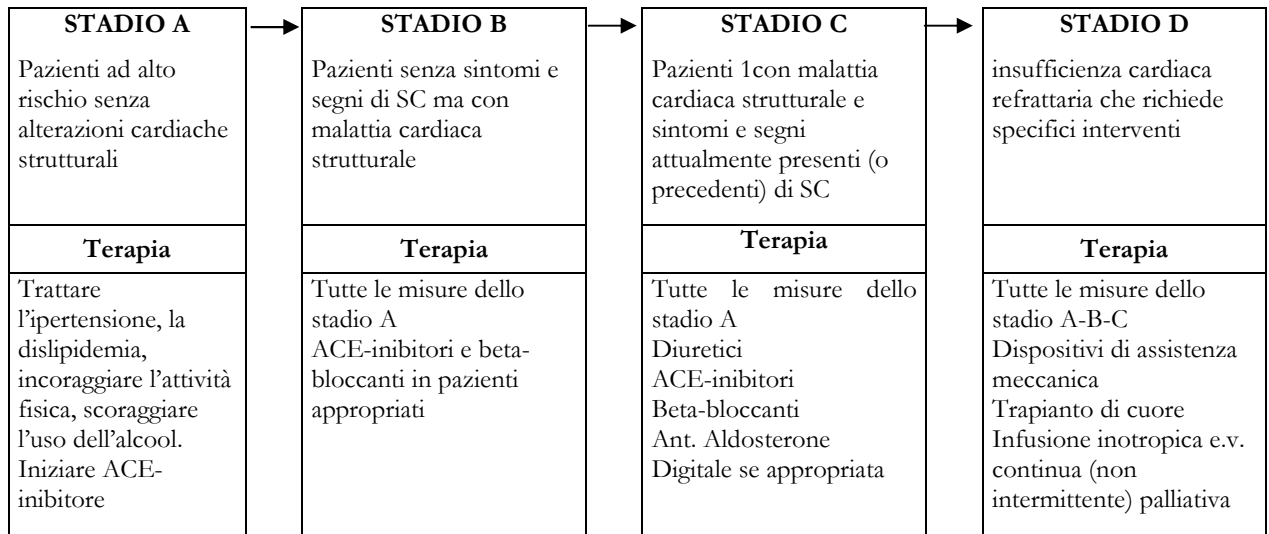 STADIO A
Pazienti ad alto
rischio senza
alterazioni cardiache
strutturali
Terapia
Trattare
l'ipertensione, la
dislipidemia,
incoraggiare l'attività
fisica, scoraggiare
l'uso dell'alcool.
Iniziare ACE-
inibitore
STADIO B
Pazienti senza sintomi e
segni di SC ma con
malattia cardiaca
strutturale
Terapia
Tutte le misure dello
stadio A
ACE-inibitori e beta-
bloccanti in pazienti
appropriati
STADIO C
Pazienti 1con malattia
cardiaca strutturale e
sintomi e segni
attualmente presenti (o
precedenti) di SC
Terapia
Tutte le misure dello
stadio A
Diuretici
ACE-inibitori
Beta-bloccanti
Ant. Aldosterone
Digitale se appropriata
STADIO D
insufficienza cardiaca
refrattaria che richiede
specifici interventi
Terapia
Tutte le misure dello
stadio A-B-C
Dispositivi di assistenza
meccanica
Trapianto di cuore
Infusione inotropica e.v.
continua (non
intermittente) palliativa